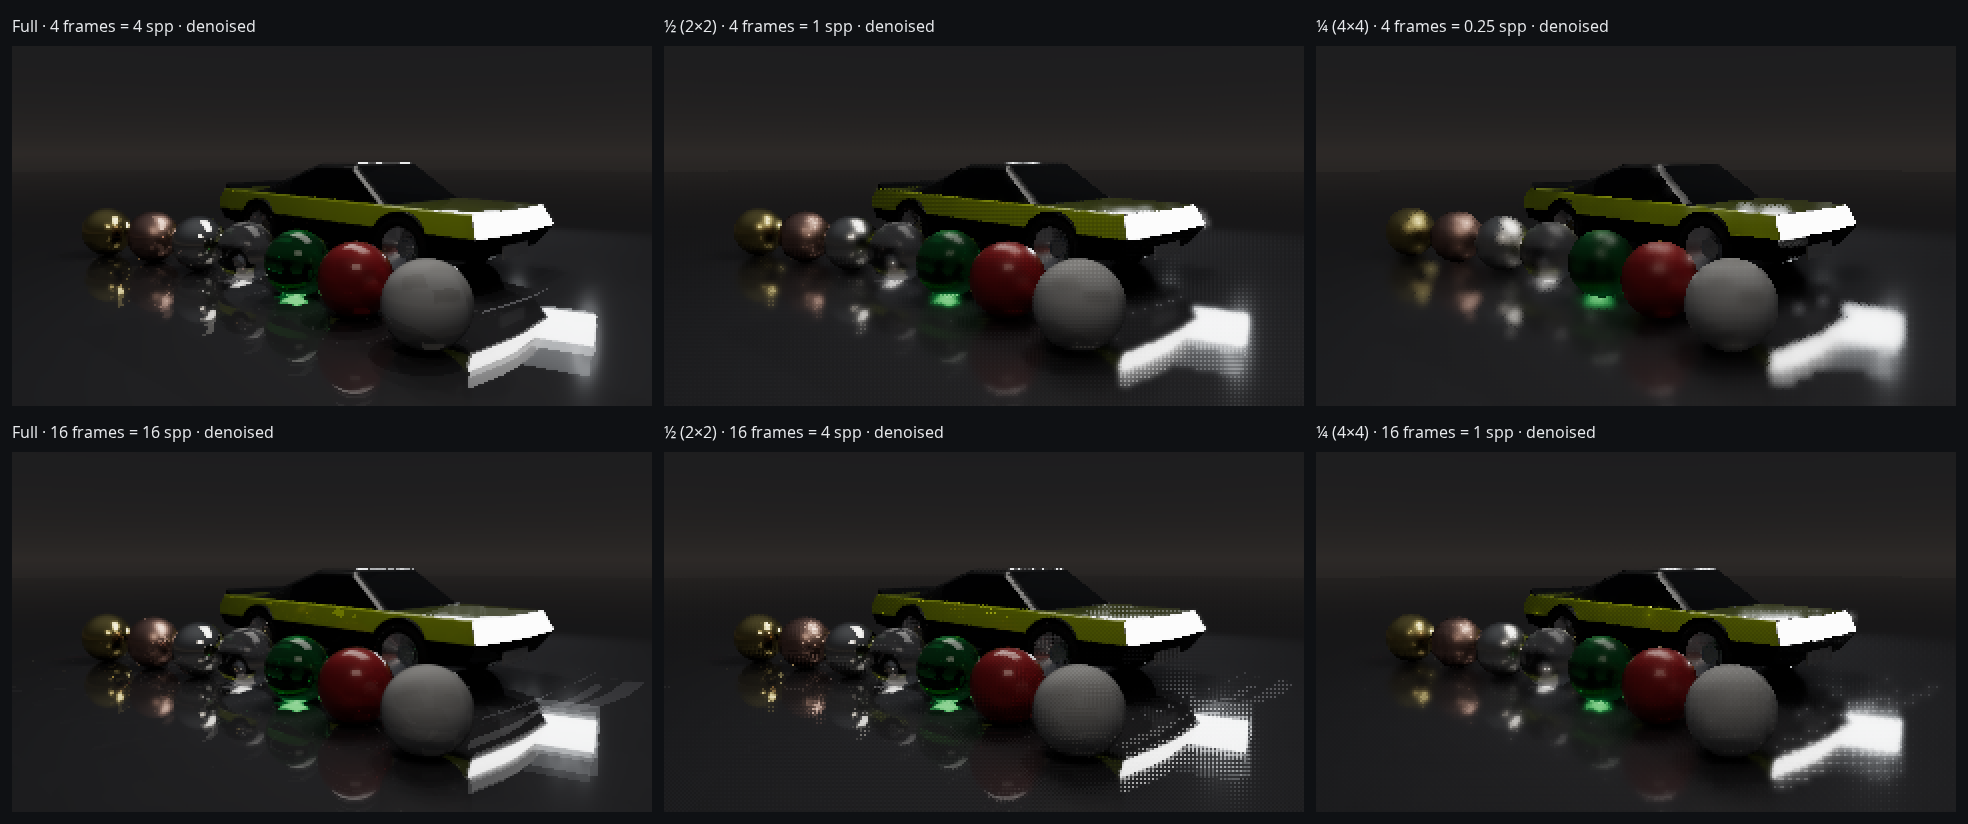 Full · 4 frames = 4 spp · denoised
½ (2×2) · 4 frames = 1 spp · denoised
¼ (4×4) · 4 frames = 0.25 spp · denoised
Full · 16 frames = 16 spp · denoised
½ (2×2) · 16 frames = 4 spp · denoised
¼ (4×4) · 16 frames = 1 spp · denoised